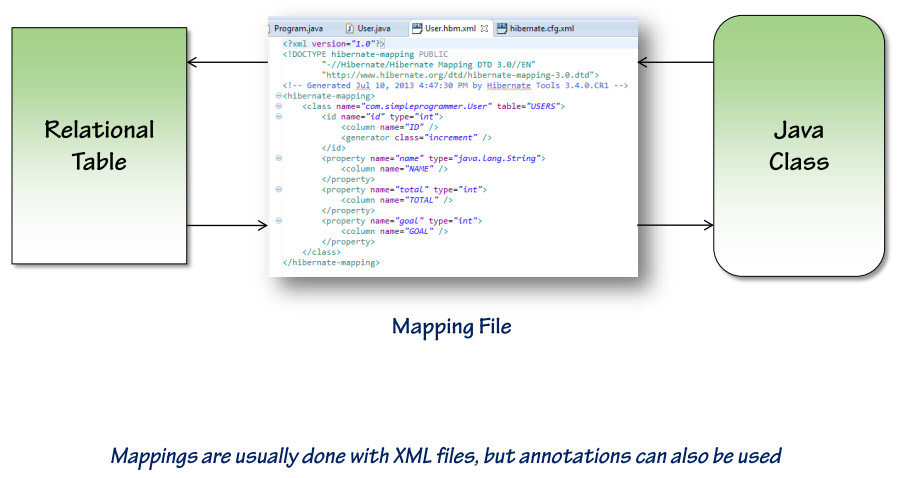 Program.java User.java User.hbm.xml hibernate.cfg.xml
Relational
Table
<?xml version="1.0"?>
<!DOCTYPE hibernate-mapping PUBLIC
"-//Hibernate/Hibernate Mapping DTD 3.0//EN"
"http://www.hibernate.org/dtd/hibernate-mapping-3.0.dtd">
<!-- Generated Jul 10, 2013 4:47:30 PM by Hibernate Tools 3.4.0.CR1 -->
<hibernate-mapping>
<class name="com.simpleprogrammer.User" table="USERS">
<id name="id" type="int">
<column name="ID" />
<generator class="increment" />
</id>
<property name="name" type="java.lang.String">
<column name="NAME" />
</property>
<property name="total" type="int">
<column name="TOTAL" />
</property>
<property name="goal" type="int">
<column name="GOAL" />
</property>
</class>
</hibernate-mapping>
Java
Class
Mapping File
Mappings are usually done with XML files, but annotations can also be used